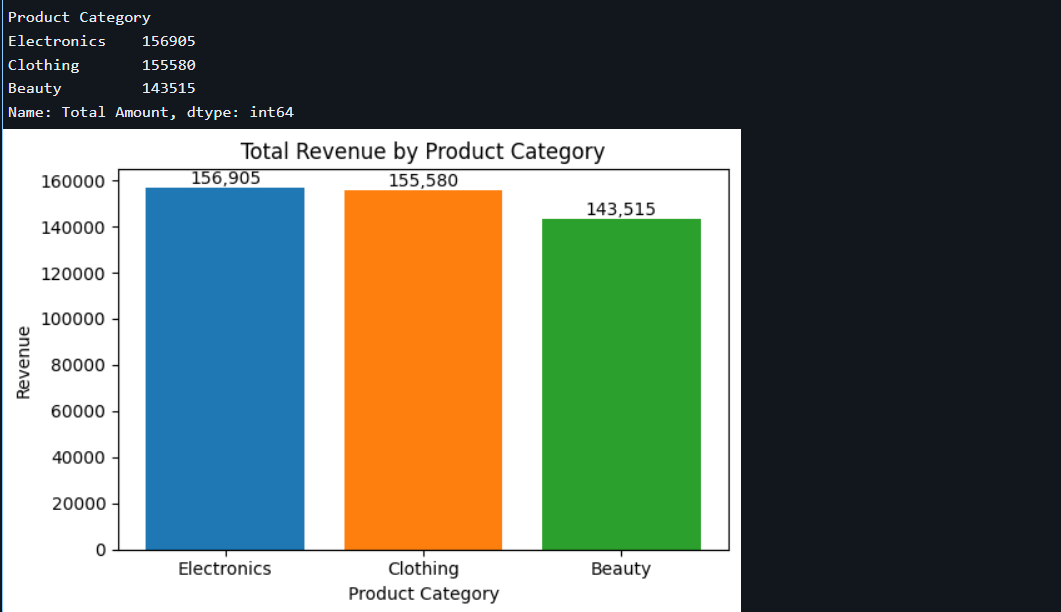 Product Category
Electronics    156905
Clothing       155580
Beauty         143515
Name: Total Amount, dtype: int64
Total Revenue by Product Category
156,905
155,580
143,515
160000
140000
120000
100000
80000
60000
40000
20000
0
Revenue
Electronics
Clothing
Beauty
Product Category